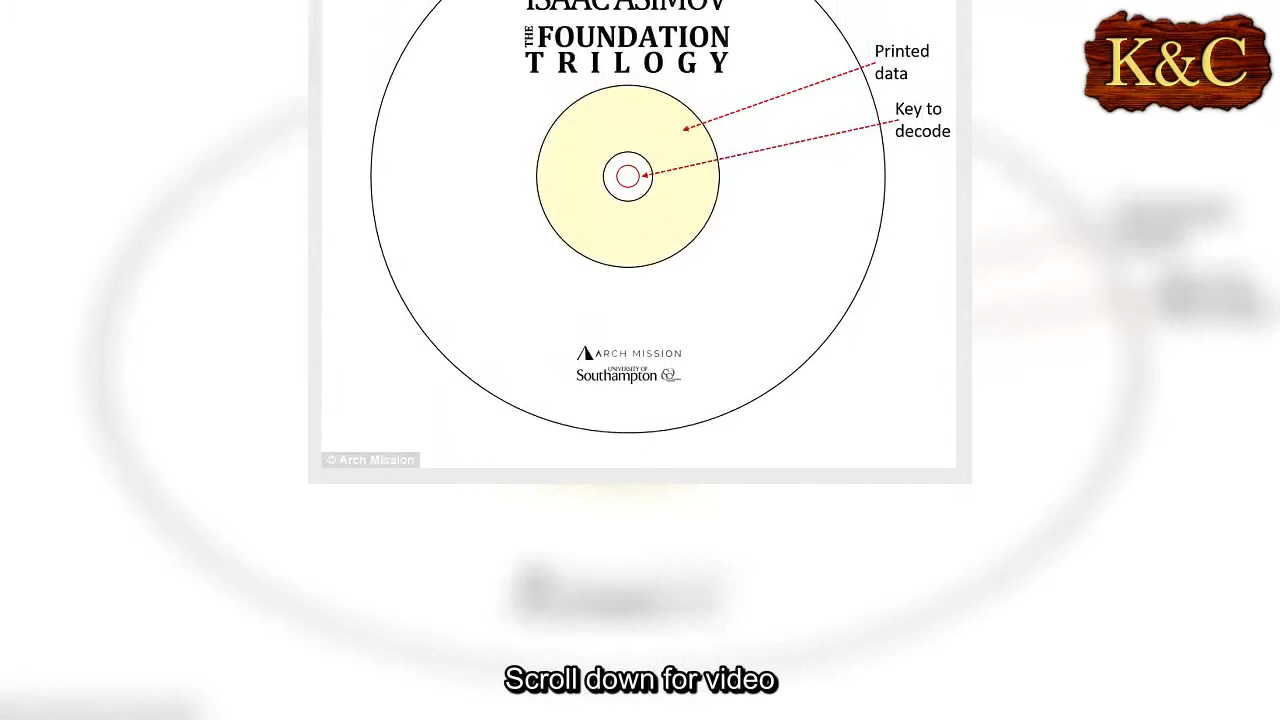 ISAAC ASIMOV
THE FOUNDATION
TRILOGY
Printed
data
Key to
decode
K&C
ARCH MISSION
UNIVERSITY OF
Southampton
© Arch Mission
Scroll down for video